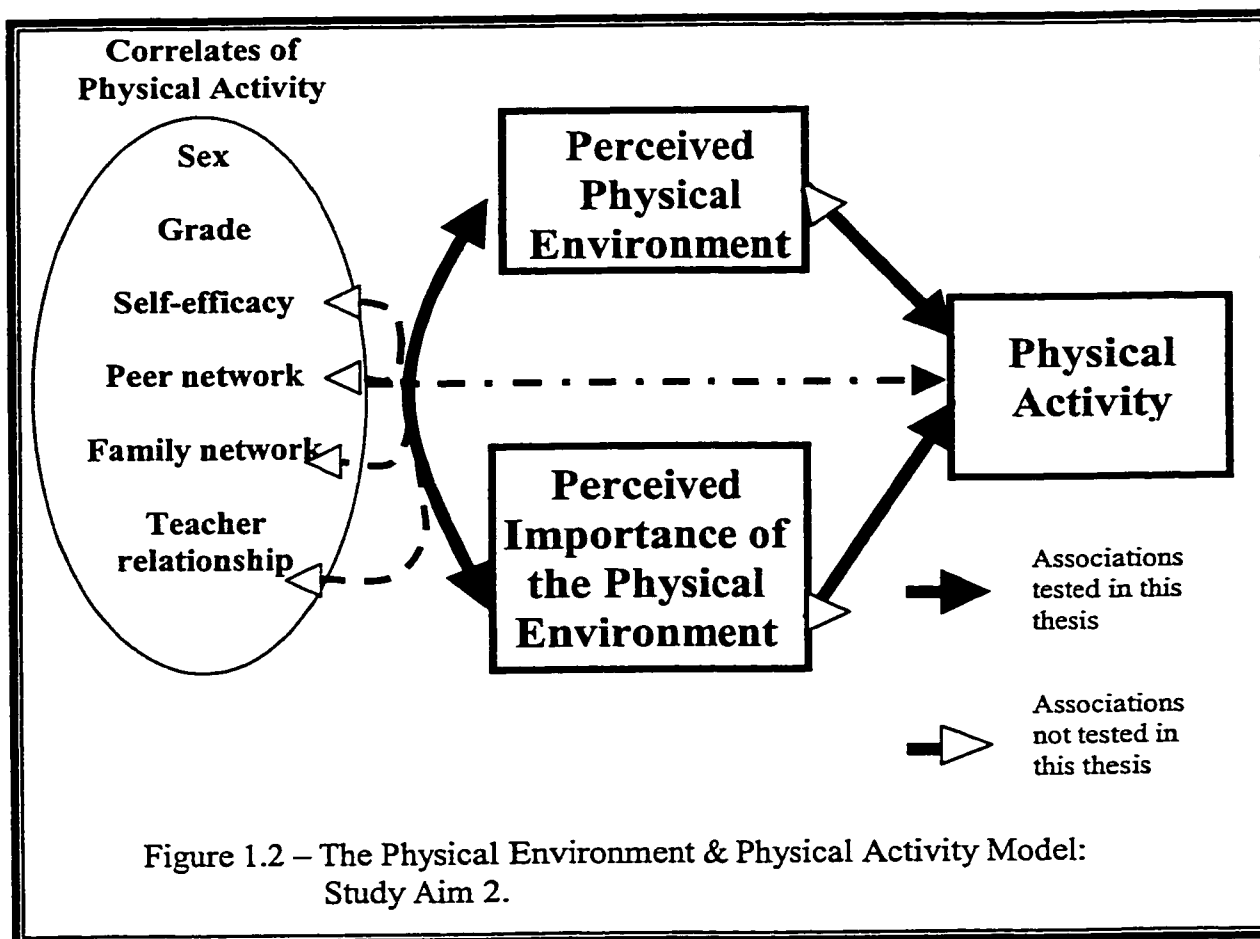 Correlates of
Physical Activity
Sex
Grade
Self-efficacy
Peer network
Family network
Teacher
relationship
Perceived
Physical
Environment
Perceived
Importance of
the Physical
Environment
Physical
Activity
Associations
tested in this
thesis
Associations
not tested in
this thesis
Figure 1.2 – The Physical Environment & Physical Activity Model:
Study Aim 2.